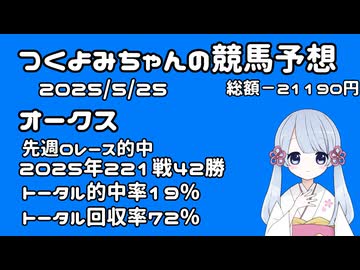 つくよみちゃんの競馬予想
2025/5/25 総額-21190円
オークス
先週0レース的中
2025年221戦42勝
トータル的中率19%
トータル回収率72%